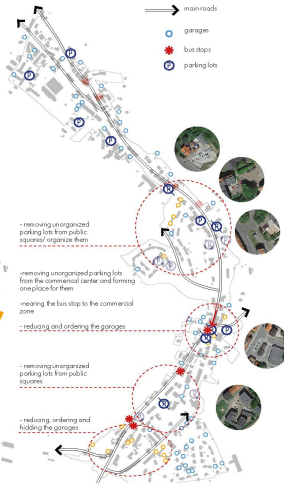 main roads
garages
bus stops
parking lots
- removing unorganized
parking lots from public
squares/ organize them
-removing unorganized parking lots
from the commerical center and forming
one place for them
-nearing the bus stop to the commercial
zone
- reducing and ordering the garages
- removing unorganized
parking lots from public
squares
- reducing, ordering and
hidding the garages
P
P
P
P
P
P
P
P
P